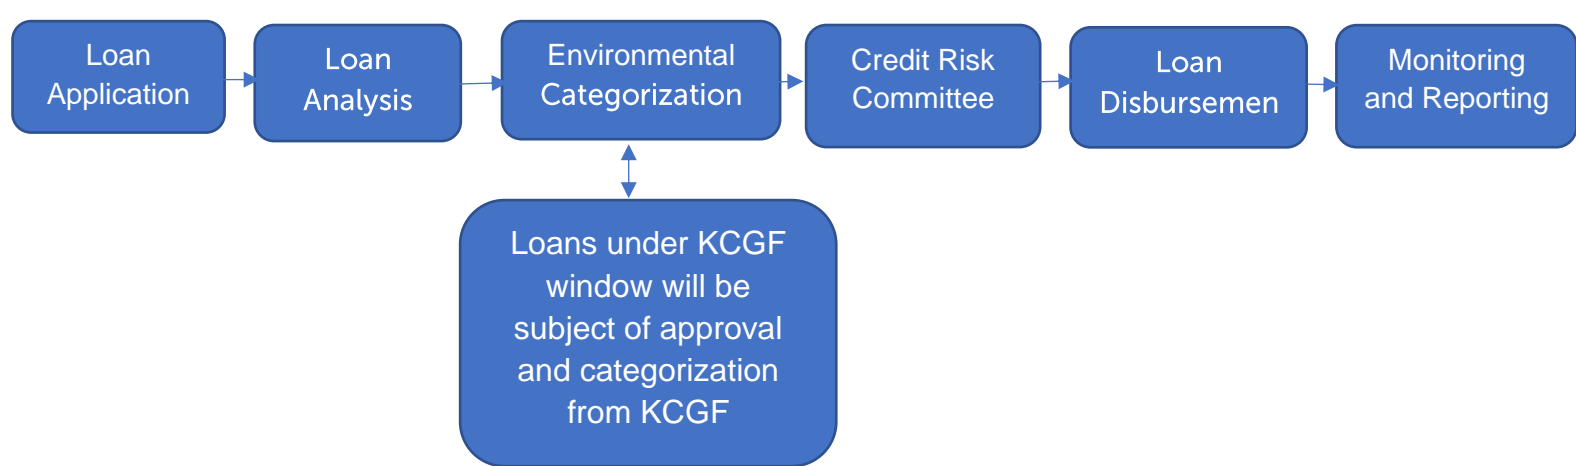 Loan
Application
Loan
Analysis
Environmental
Categorization
Credit Risk
Committee
Loan
Disbursemen
Monitoring
and Reporting
Loans under KCGF
window will be
subject of approval
and categorization
from KCGF